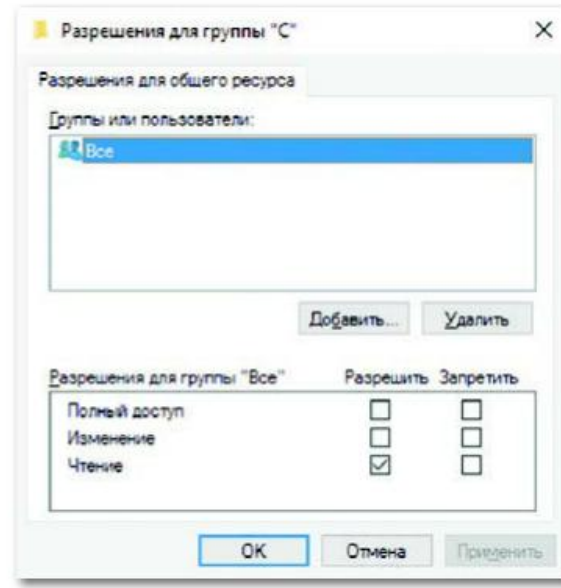 Разрешения для группы "C"
Разрешения для общего ресурса
Группы или пользователи:
Все
Добавить... Удалить
Разрешения для группы "Все" Разрешить Запретить
Полный доступ
Изменение
Чтение
OK Отмена Применить